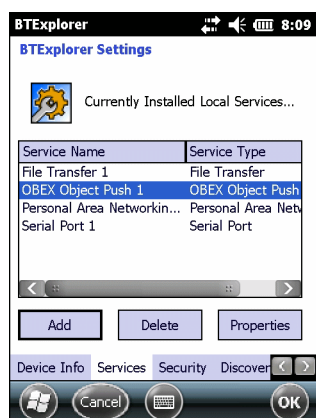 BTExplorer 8:09
BTExplorer Settings
Currently Installed Local Services...
Service Name Service Type
File Transfer 1 File Transfer
OBEX Object Push 1 OBEX Object Push
Personal Area Networkin... Personal Area Netw
Serial Port 1 Serial Port
Add Delete Properties
Device Info Services Security Discover
Cancel OK